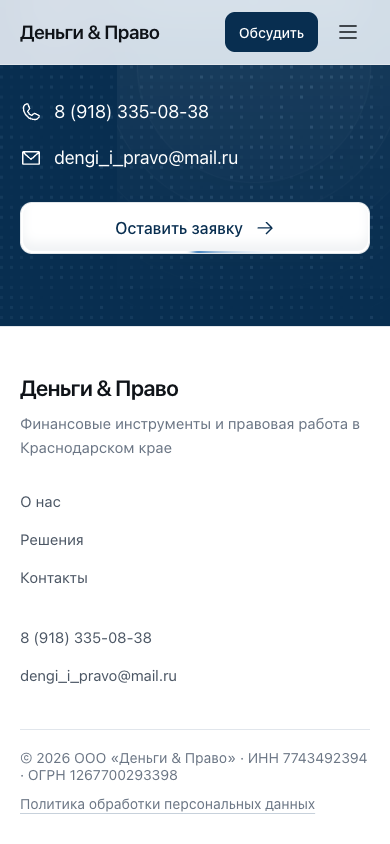 Деньги & Право
Обсудить
8 (918) 335-08-38
dengi_i_pravo@mail.ru
Оставить заявку
Деньги & Право
Финансовые инструменты и правовая работа в
Краснодарском крае
О нас
Решения
Контакты
8 (918) 335-08-38
dengi_i_pravo@mail.ru
© 2026 ООО «Деньги & Право» · ИНН 7743492394
· ОГРН 1267700293398
Политика обработки персональных данных